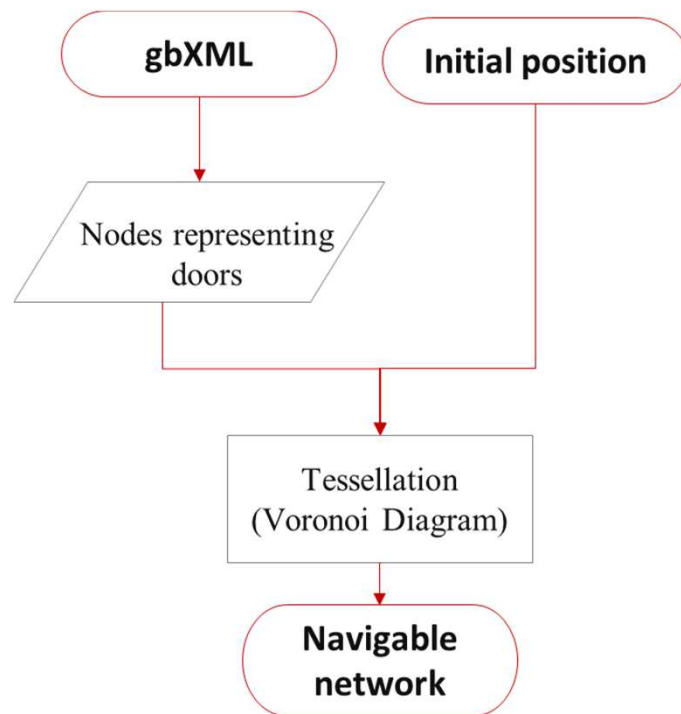 gbXML
Initial position
Nodes representing
doors
Tessellation
(Voronoi Diagram)
Navigable
network